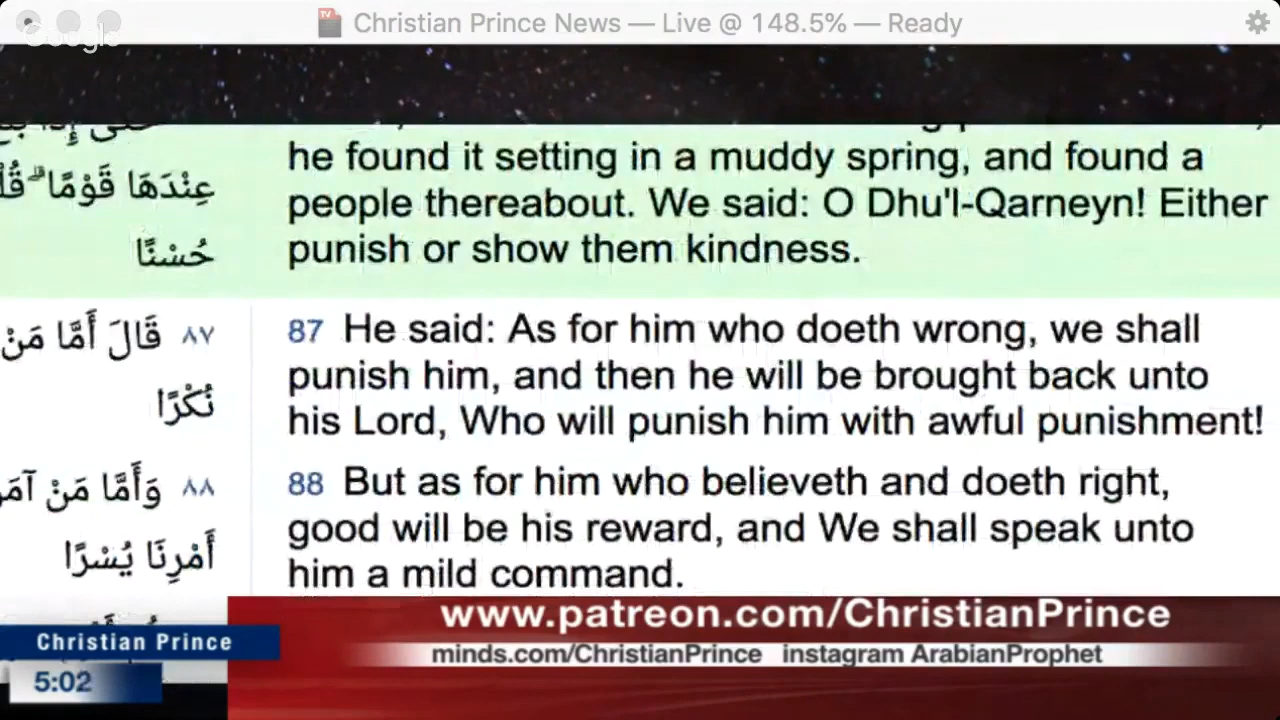 Christian Prince News — Live @ 148.5% — Ready
Google
he found it setting in a muddy spring, and found a
people thereabout. We said: O Dhu'l-Qarneyn! Either
punish or show them kindness.
عِنْدَهَا قَوْمًا ۗ
حُسْنًا
87 He said: As for him who doeth wrong, we shall
punish him, and then he will be brought back unto
his Lord, Who will punish him with awful punishment!
٨٧ قَالَ أَمَّا مَنْ
نُكْرًا
88 But as for him who believeth and doeth right,
good will be his reward, and We shall speak unto
him a mild command.
٨٨ وَأَمَّا مَنْ
أَمْرِنَا يُسْرًا
www.patreon.com/ChristianPrince
minds.com/ChristianPrince instagram ArabianProphet
Christian Prince
5:02